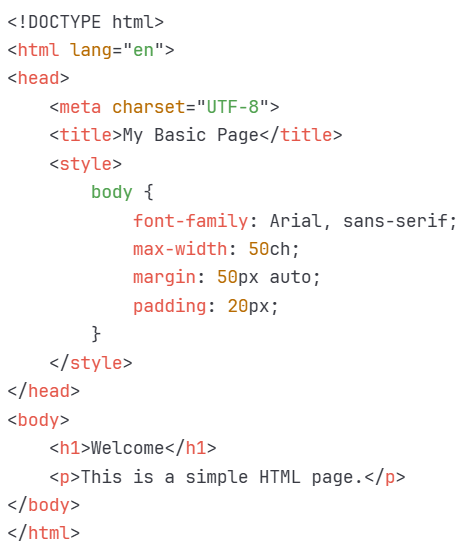 <!DOCTYPE html>
<html lang="en">
<head>
    <meta charset="UTF-8">
    <title>My Basic Page</title>
    <style>
        body {
            font-family: Arial, sans-serif;
            max-width: 50ch;
            margin: 50px auto;
            padding: 20px;
        }
    </style>
</head>
<body>
    <h1>Welcome</h1>
    <p>This is a simple HTML page.</p>
</body>
</html>